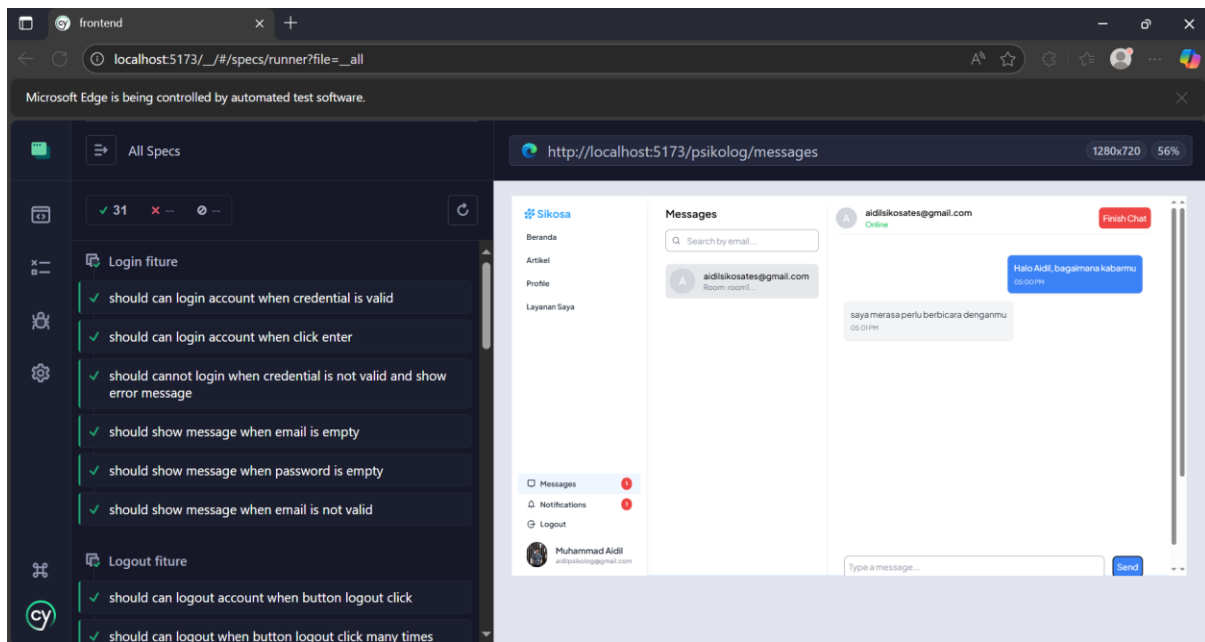 frontend
localhost:5173/__/#/specs/runner?file=__all
Microsoft Edge is being controlled by automated test software.
All Specs
31 -- --
Login fiture
should can login account when credential is valid
should can login account when click enter
should cannot login when credential is not valid and show
error message
should show message when email is empty
should show message when password is empty
should show message when email is not valid
Logout fiture
should can logout account when button logout click
should can logout when button logout click many times
cy
http://localhost:5173/psikolog/messages
1280x720 56%
Sikosa
Beranda
Artikel
Profile
Layanan Saya
Messages 1
Notifications 1
Logout
Muhammad Aidil
aidilpsikolog@gmail.com
Messages
Search by email...
A
aidilsikosates@gmail.com
Room: room1...
A
aidilsikosates@gmail.com
Online
Finish Chat
Halo Aidil, bagaimana kabarmu
05:00 PM
saya merasa perlu berbicara denganmu
05:01 PM
Type a message...
Send